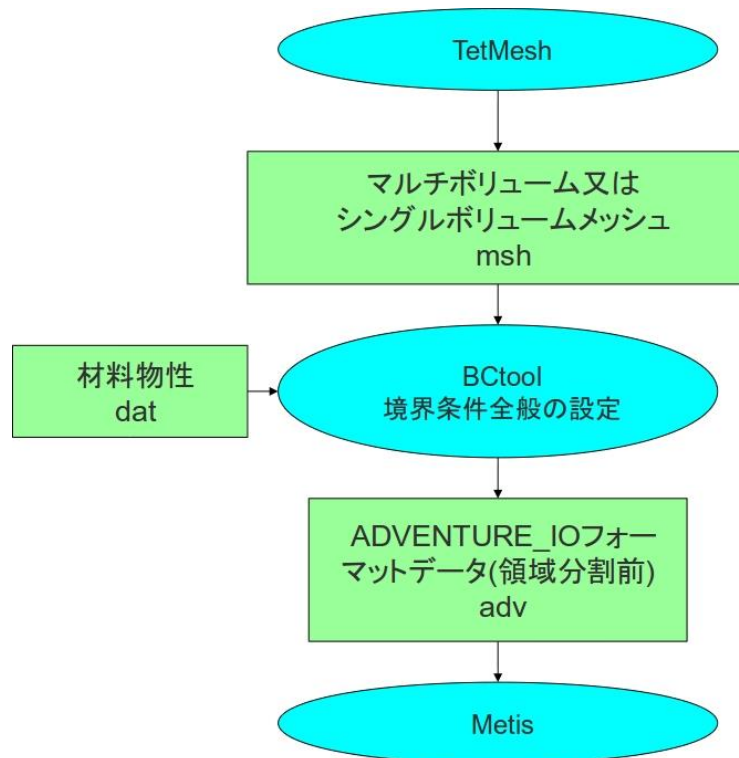 TetMesh
マルチボリューム又は
シングルボリュームメッシュ
msh
材料物性
dat
BCtool
境界条件全般の設定
ADVENTURE_IOフォー
マットデータ(領域分割前)
adv
Metis